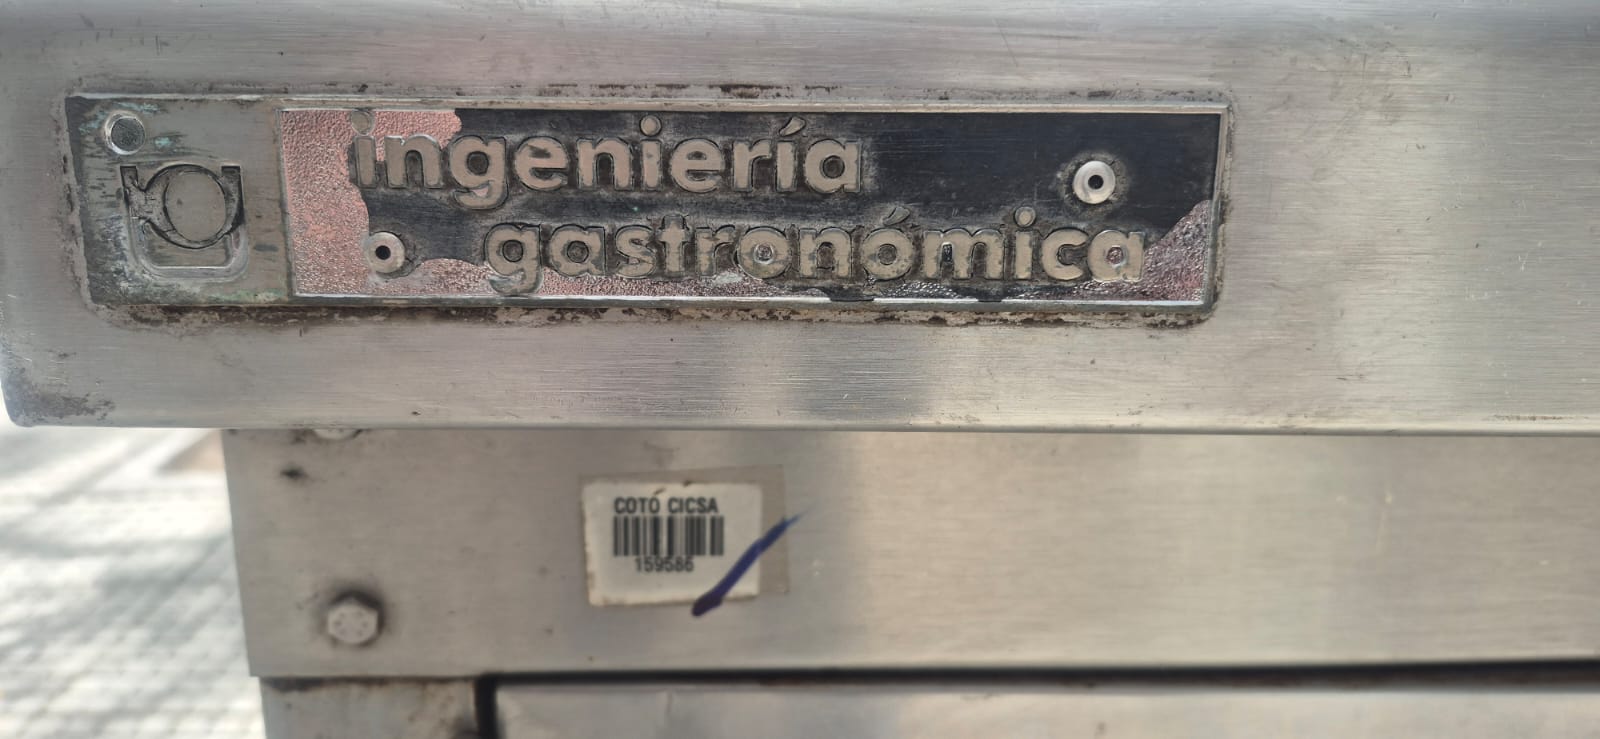 ingeniería
gastronómica
COTO CICSA
159586